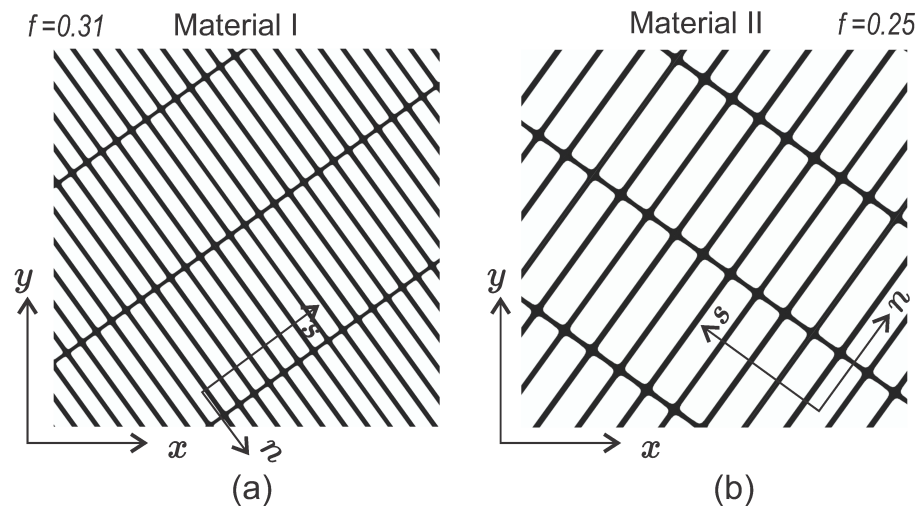 f=0.31 Material I
Material II f=0.25
y
s
n
x
y
s
n
x
(a)
(b)